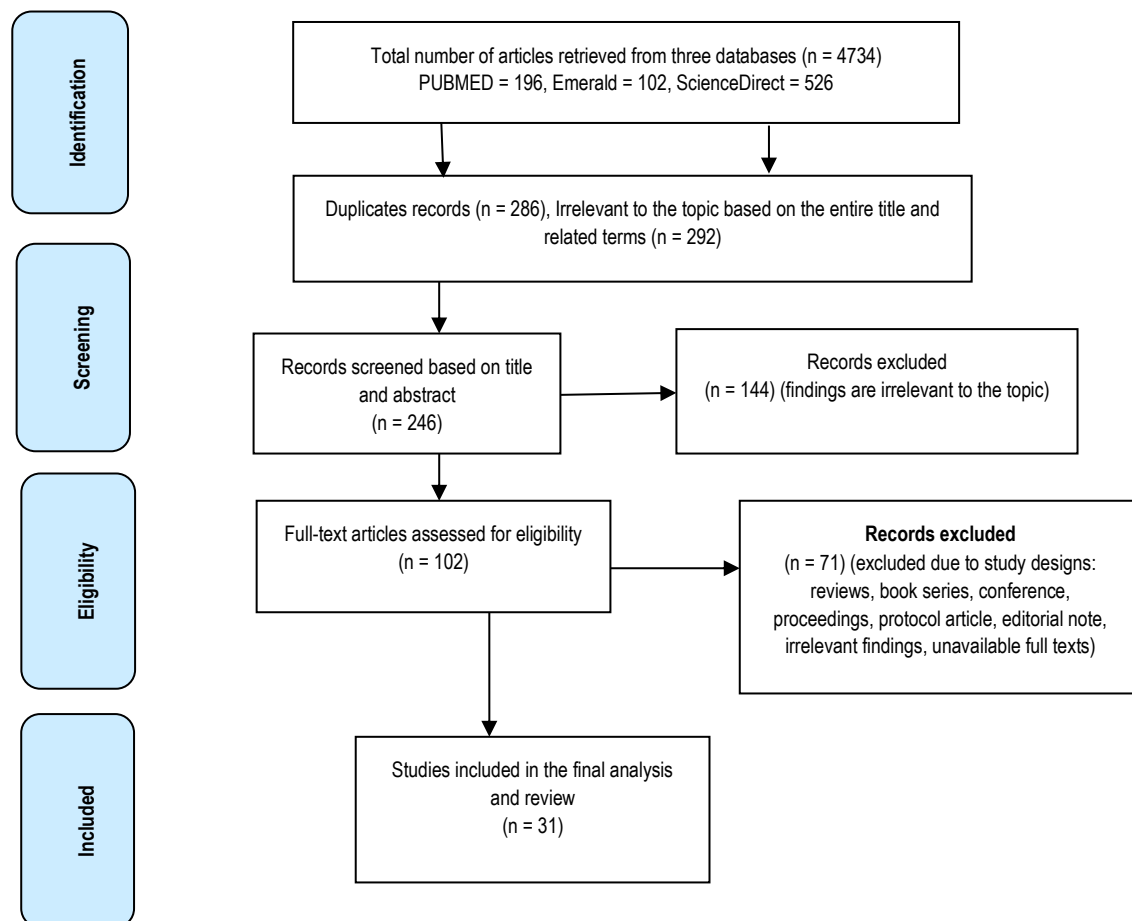 Identification
Total number of articles retrieved from three databases (n = 4734)
PUBMED = 196, Emerald = 102, ScienceDirect = 526
Duplicates records (n = 286), Irrelevant to the topic based on the entire title and
related terms (n = 292)
Screening
Records screened based on title
and abstract
(n = 246)
Records excluded
(n = 144) (findings are irrelevant to the topic)
Eligibility
Full-text articles assessed for eligibility
(n = 102)
Records excluded
(n = 71) (excluded due to study designs:
reviews, book series, conference,
proceedings, protocol article, editorial note,
irrelevant findings, unavailable full texts)
Included
Studies included in the final analysis
and review
(n = 31)